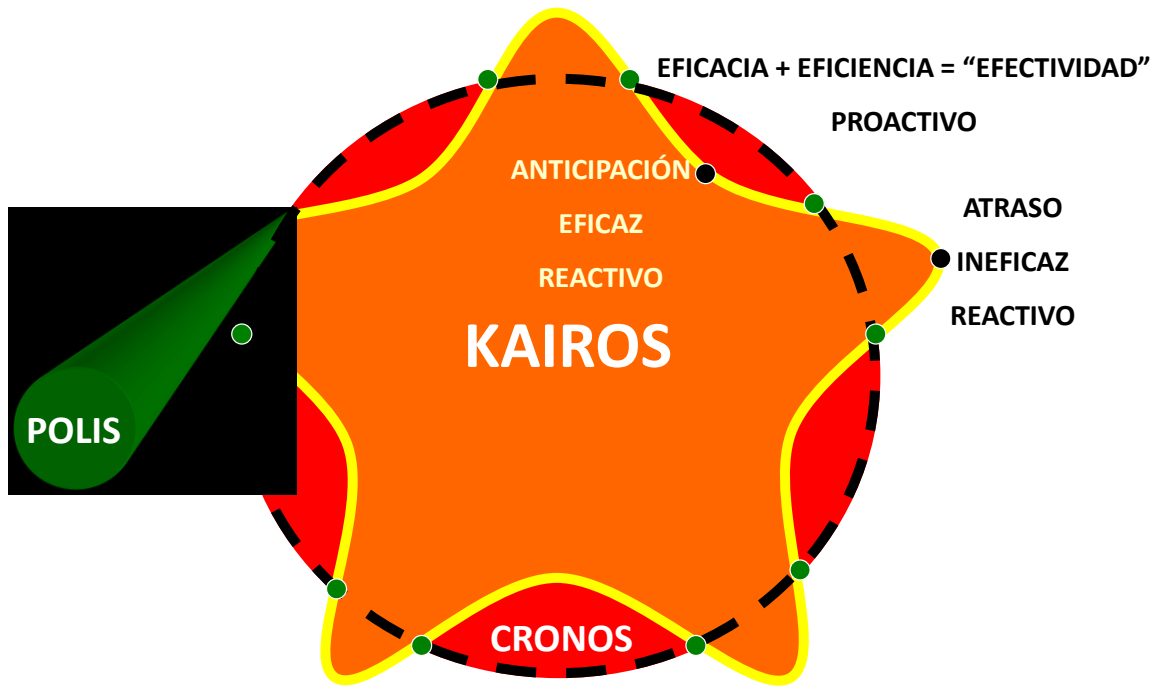 EFICACIA + EFICIENCIA = “EFECTIVIDAD”
PROACTIVO
ANTICIPACIÓN
EFICAZ
REACTIVO
ATRASO
INEFICAZ
REACTIVO
KAIROS
POLIS
CRONOS